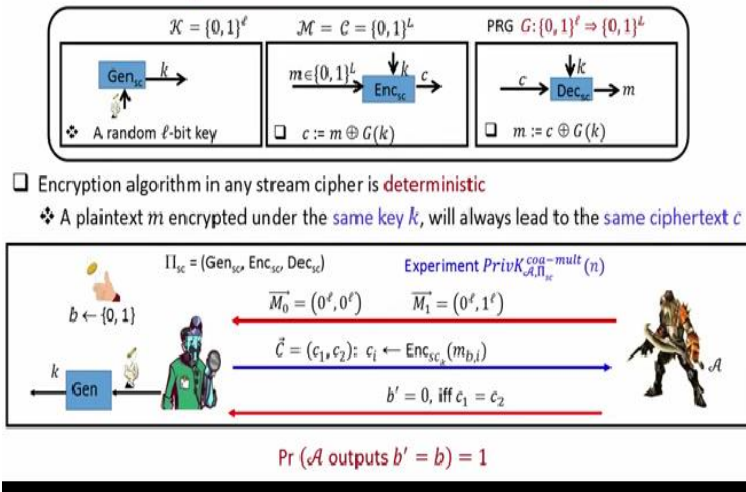 𝒦 = {0,1}^ℓ ℳ = 𝒞 = {0,1}^L PRG G:{0,1}^ℓ ⇒ {0,1}^L
Gen_sc k
❖ A random ℓ-bit key
m∈{0,1}^L k c
Enc_sc
❑ c := m ⊕ G(k)
c k m
Dec_sc
❑ m := c ⊕ G(k)
❑ Encryption algorithm in any stream cipher is deterministic
❖ A plaintext m encrypted under the same key k, will always lead to the same ciphertext c
Π_sc = (Gen_sc, Enc_sc, Dec_sc) Experiment PrivK^{coa−mult}_{𝒜,Π_sc}(n)
b ← {0, 1}
M⃗_0 = (0^ℓ,0^ℓ) M⃗_1 = (0^ℓ,1^ℓ)
C⃗ = (c_1, c_2): c_i ← Enc_{sc_k}(m_{b,i})
𝒜
k
Gen
b′ = 0, iff c_1 = c_2
Pr (𝒜 outputs b′ = b) = 1